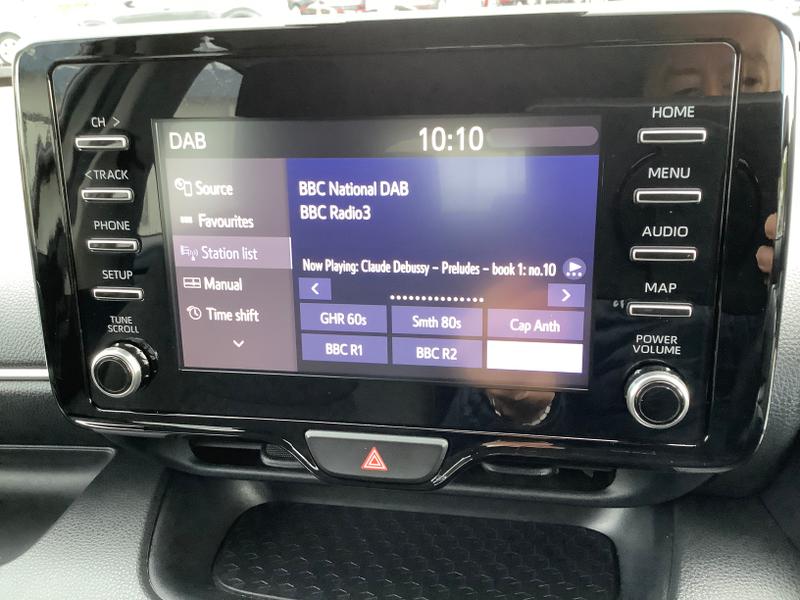 CH >
< TRACK
PHONE
SETUP
TUNE
SCROLL
DAB
10:10
Source
Favourites
Station list
Manual
Time shift
BBC National DAB
BBC Radio3
Now Playing: Claude Debussy – Preludes – book 1: no.10
< >
GHR 60s Smth 80s Cap Anth
BBC R1 BBC R2
HOME
MENU
AUDIO
MAP
POWER
VOLUME